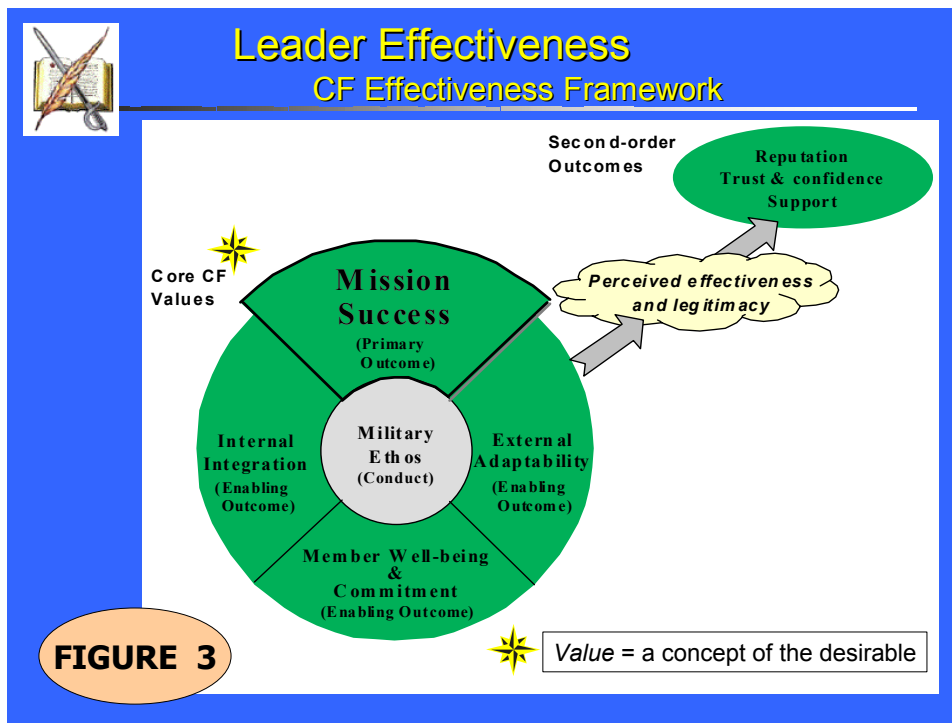 Leader Effectiveness
CF Effectiveness Framework
Second-order
Outcomes
Reputation
Trust & confidence
Support
Core CF
Values
Mission
Success
(Primary
Outcome)
Perceived effectiveness
and legitimacy
Military
Ethos
(Conduct)
Internal
Integration
(Enabling
Outcome)
External
Adaptability
(Enabling
Outcome)
Member Well-being
&
Commitment
(Enabling Outcome)
FIGURE 3
Value = a concept of the desirable